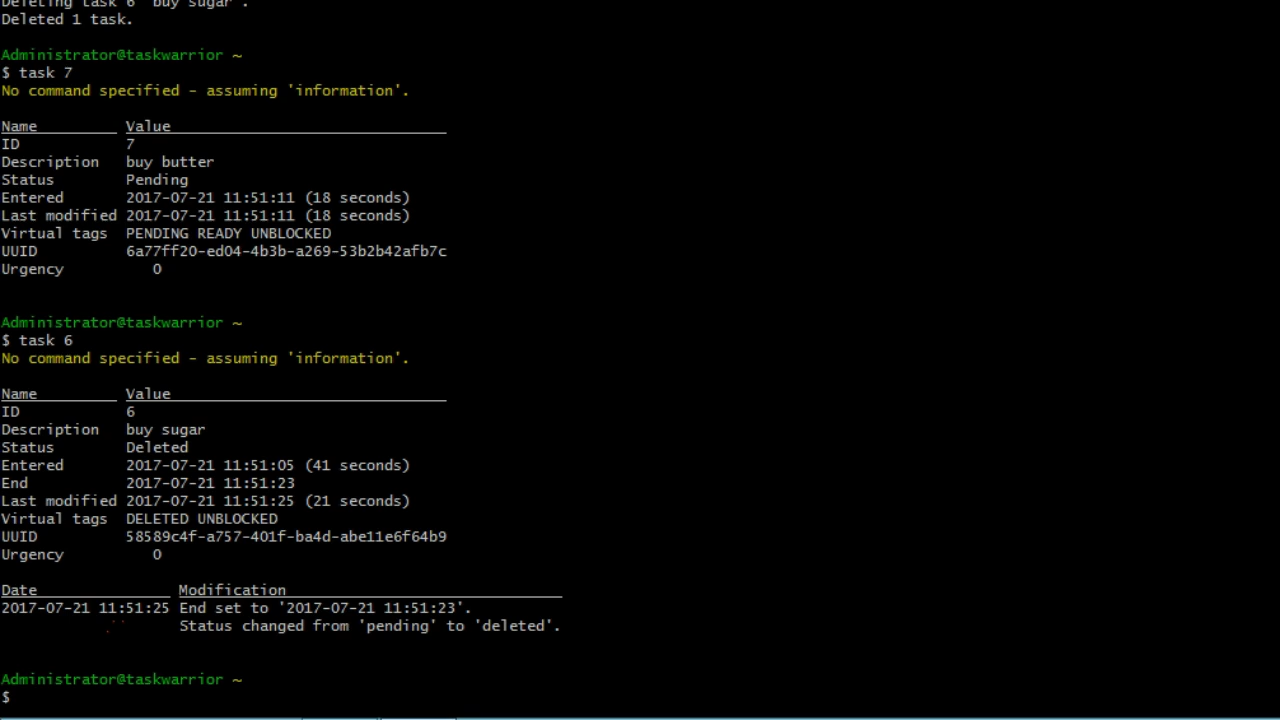 Deleting task 6 'buy sugar'.
Deleted 1 task.
Administrator@taskwarrior ~
$ task 7
No command specified - assuming 'information'.
Name Value
ID 7
Description buy butter
Status Pending
Entered 2017-07-21 11:51:11 (18 seconds)
Last modified 2017-07-21 11:51:11 (18 seconds)
Virtual tags PENDING READY UNBLOCKED
UUID 6a77ff20-ed04-4b3b-a269-53b2b42afb7c
Urgency 0
Administrator@taskwarrior ~
$ task 6
No command specified - assuming 'information'.
Name Value
ID 6
Description buy sugar
Status Deleted
Entered 2017-07-21 11:51:05 (41 seconds)
End 2017-07-21 11:51:23
Last modified 2017-07-21 11:51:25 (21 seconds)
Virtual tags DELETED UNBLOCKED
UUID 58589c4f-a757-401f-ba4d-abe11e6f64b9
Urgency 0
Date Modification
2017-07-21 11:51:25 End set to '2017-07-21 11:51:23'.
Status changed from 'pending' to 'deleted'.
Administrator@taskwarrior ~
$